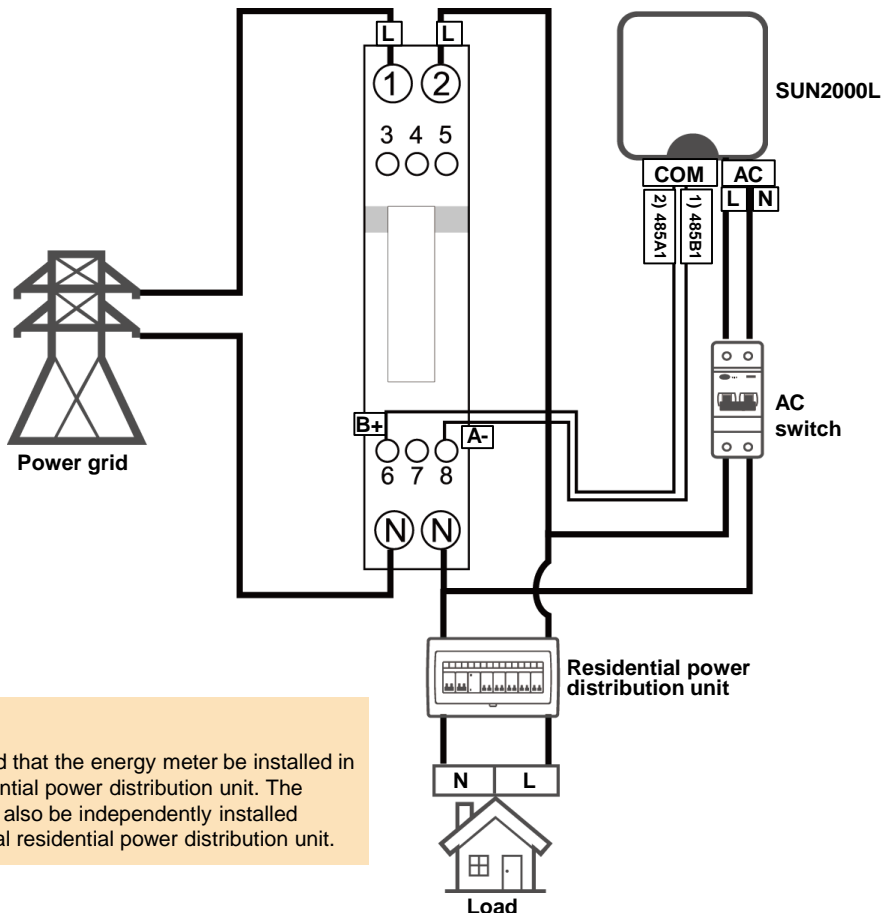 L L
1 2
SUN2000L
3 4 5
COM AC
2) 485A1 1) 485B1 L N
AC
switch
B+ A-
Power grid
6 7 8
N N
Residential power
distribution unit
d that the energy meter be installed in
ential power distribution unit. The
also be independently installed
al residential power distribution unit.
N L
Load